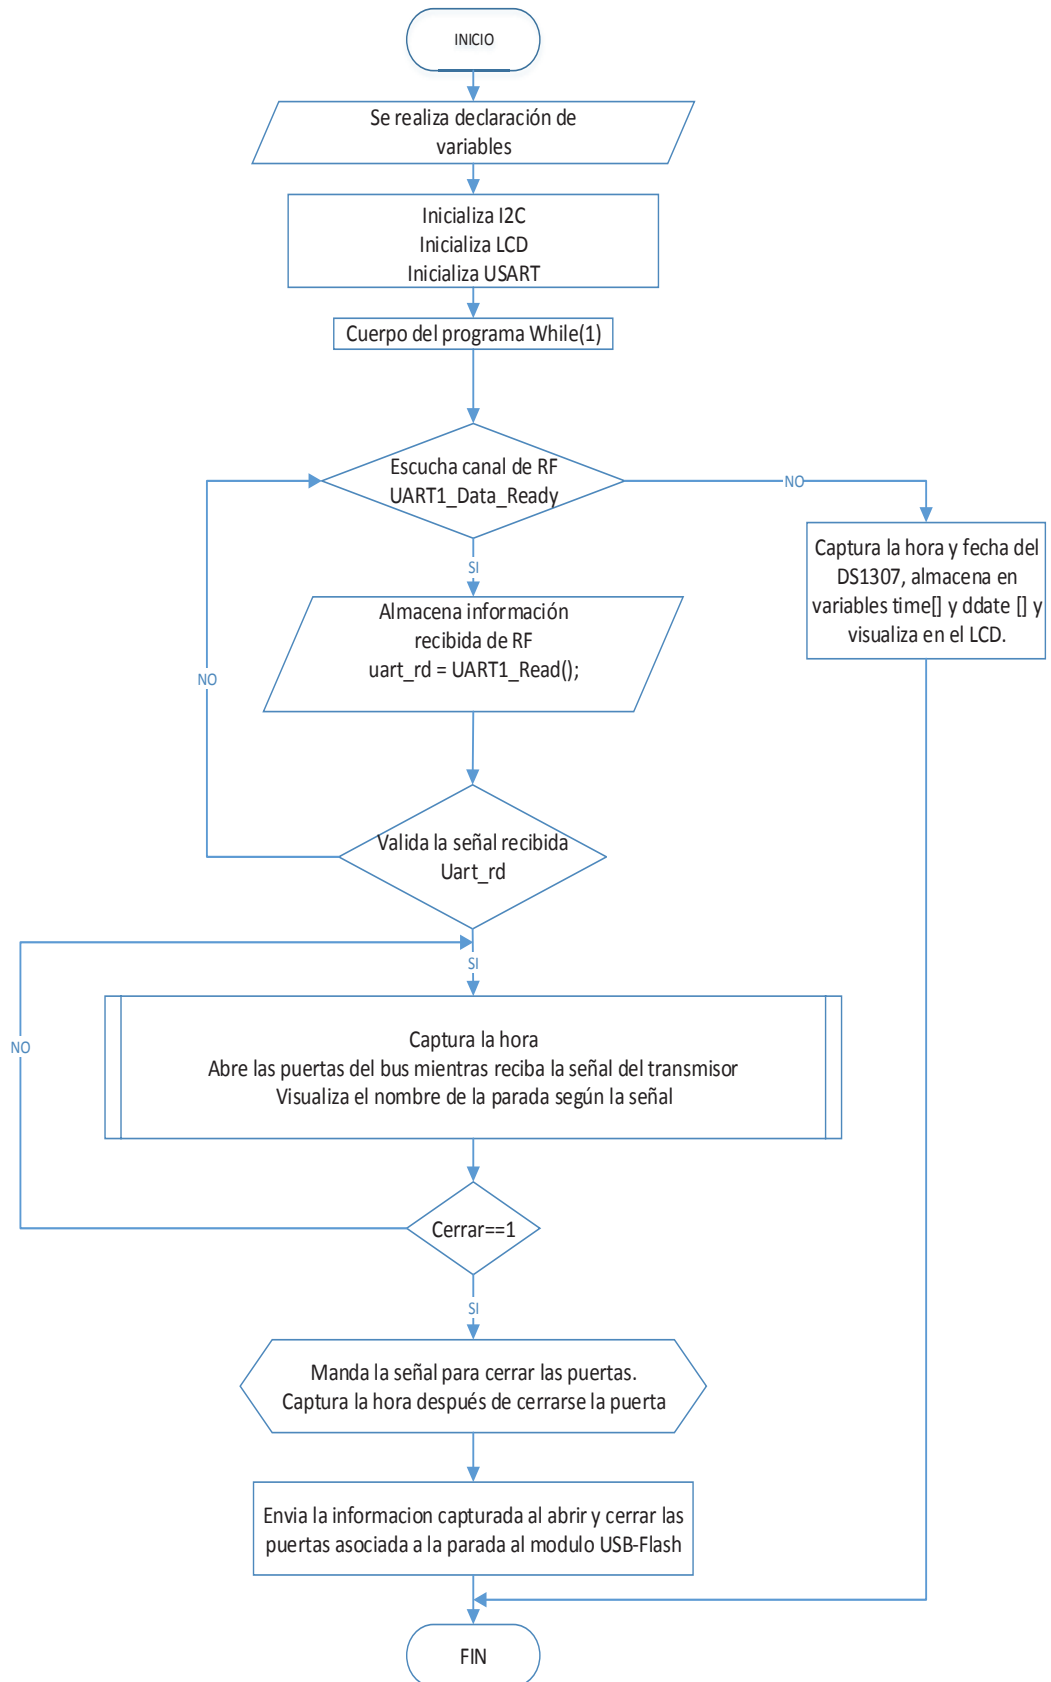 INICIO
Se realiza declaración de
variables
Inicializa I2C
Inicializa LCD
Inicializa USART
Cuerpo del programa While(1)
Escucha canal de RF
UART1_Data_Ready
NO
SI
Captura la hora y fecha del
DS1307, almacena en
variables time[] y ddate [] y
visualiza en el LCD.
Almacena información
recibida de RF
uart_rd = UART1_Read();
NO
Valida la señal recibida
Uart_rd
SI
NO
Captura la hora
Abre las puertas del bus mientras reciba la señal del transmisor
Visualiza el nombre de la parada según la señal
Cerrar==1
SI
Manda la señal para cerrar las puertas.
Captura la hora después de cerrarse la puerta
Envia la informacion capturada al abrir y cerrar las
puertas asociada a la parada al modulo USB-Flash
FIN